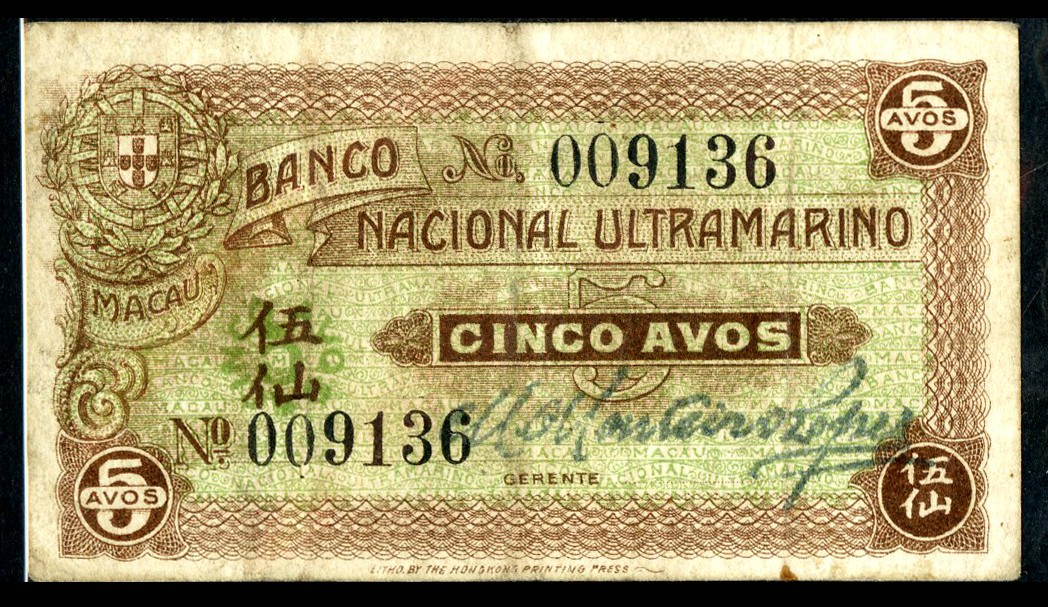 5
AVOS
BANCO
No. 009136
NACIONAL ULTRAMARINO
MACAU
5
CINCO AVOS
伍
仙
No. 009136
GERENTE
5
AVOS
伍
仙
LITHO. BY THE HONGKONG PRINTING PRESS